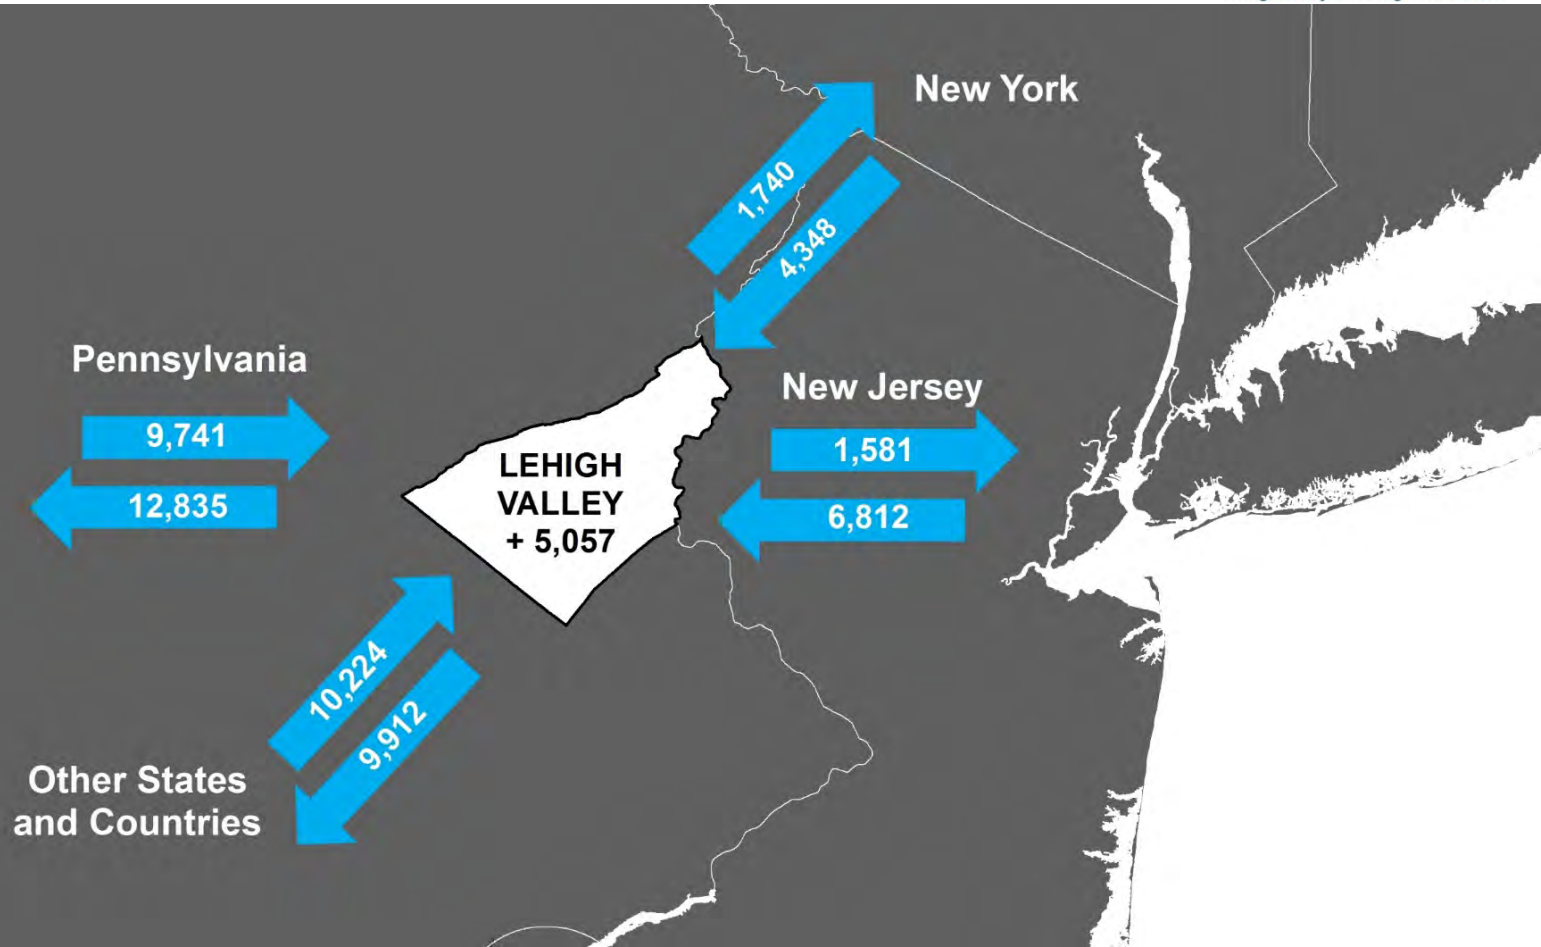 New York
1,740
4,348
Pennsylvania
9,741
12,835
New Jersey
1,581
6,812
LEHIGH
VALLEY
+ 5,057
10,224
9,912
Other States
and Countries